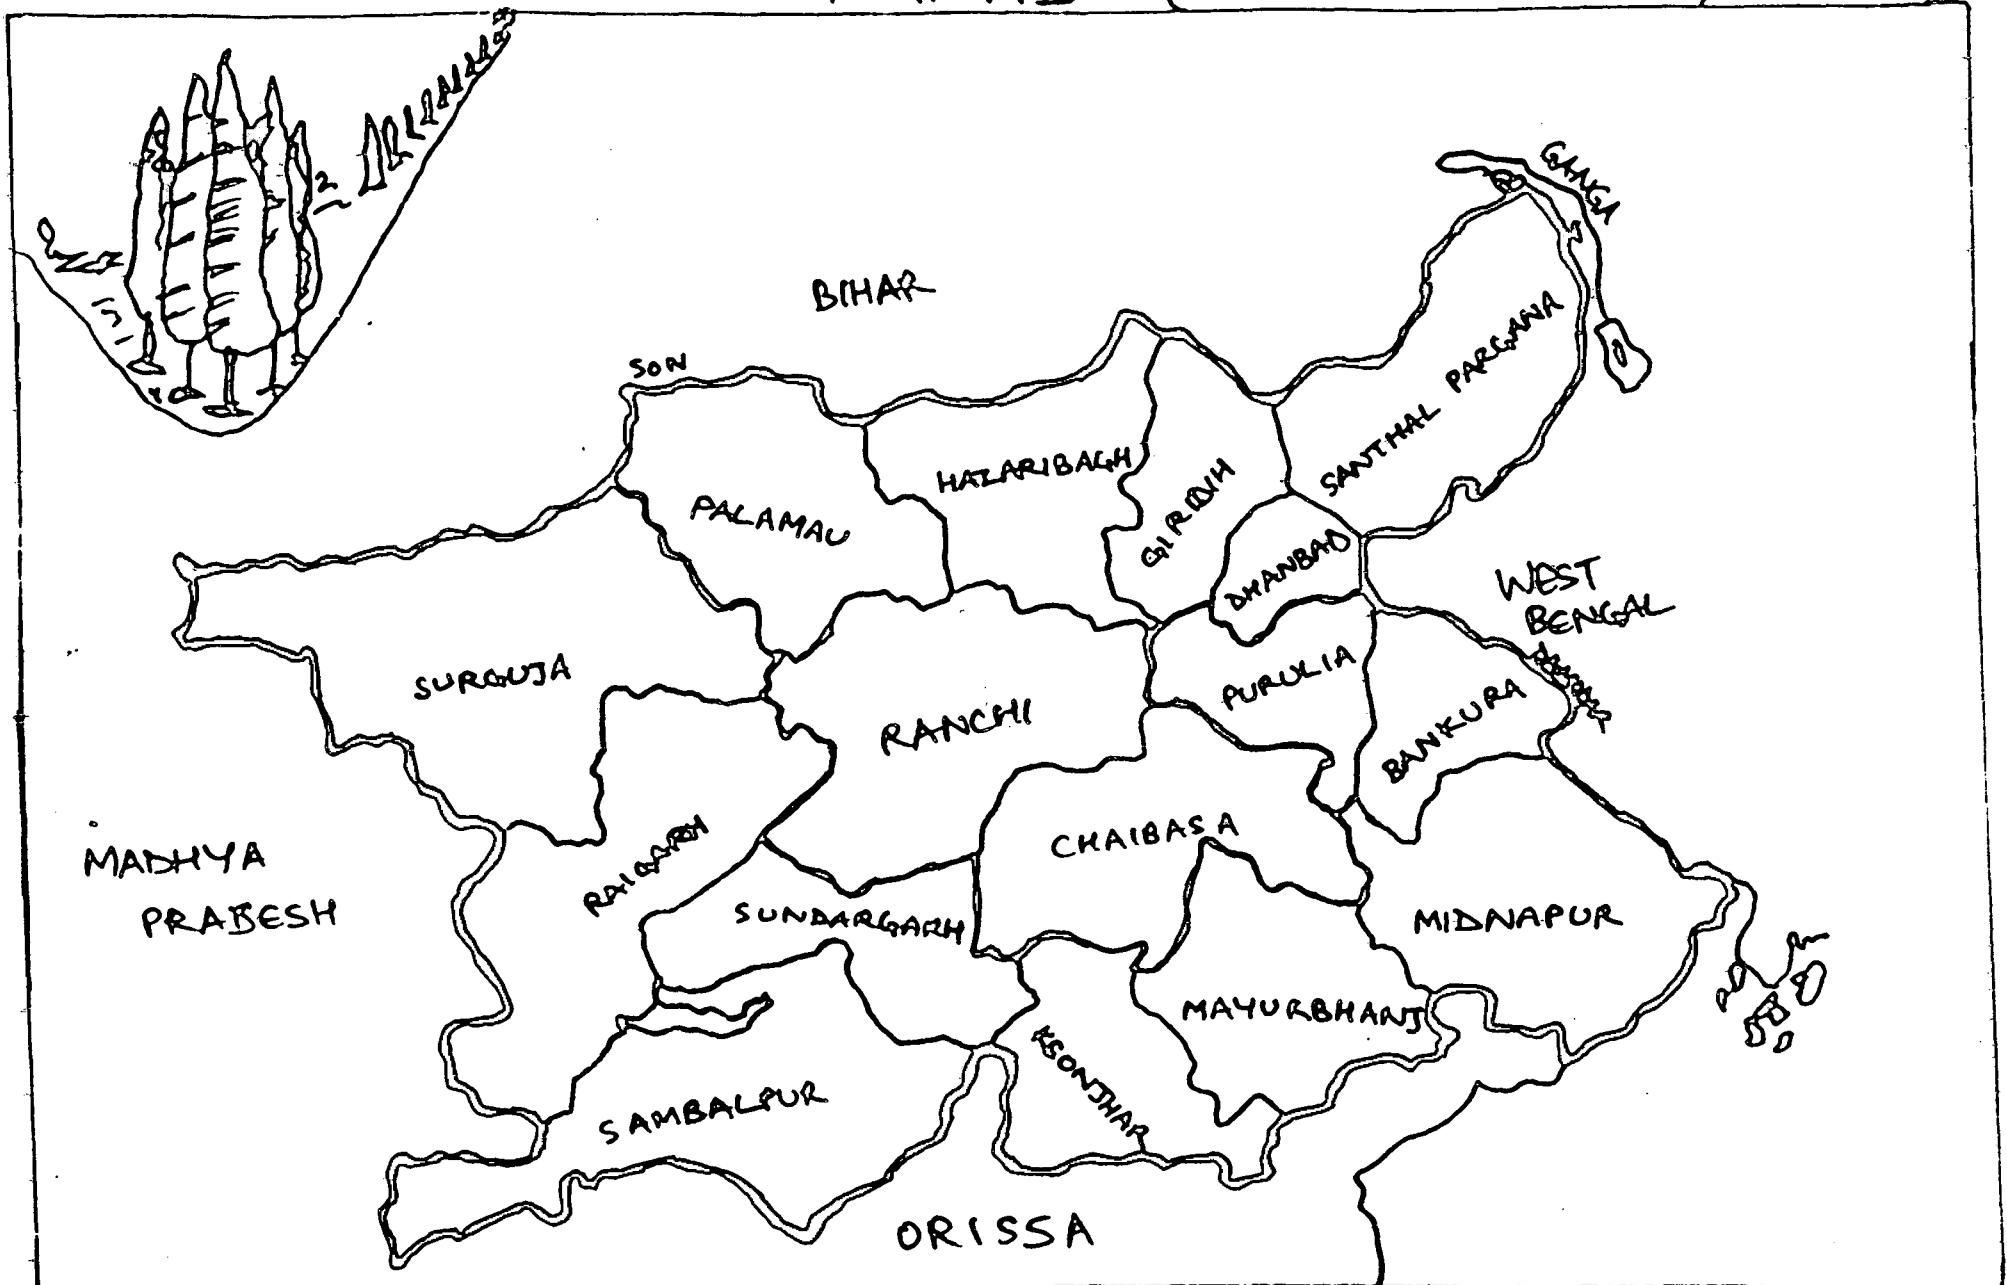 GANGA
BIHAR
SON
SANTHAL PARGANA
HAZARIBAGH
GIRIDIH
PALAMAU
DHANBAD
WEST
BENGAL
SURGUJA
PURULIA
RANCHI
BANKURA
CHAIBASA
MADHYA
PRADESH
RAIGARH
SUNDARGARH
MIDNAPUR
MAYURBHANJ
KEONJHAR
SAMBALPUR
ORISSA